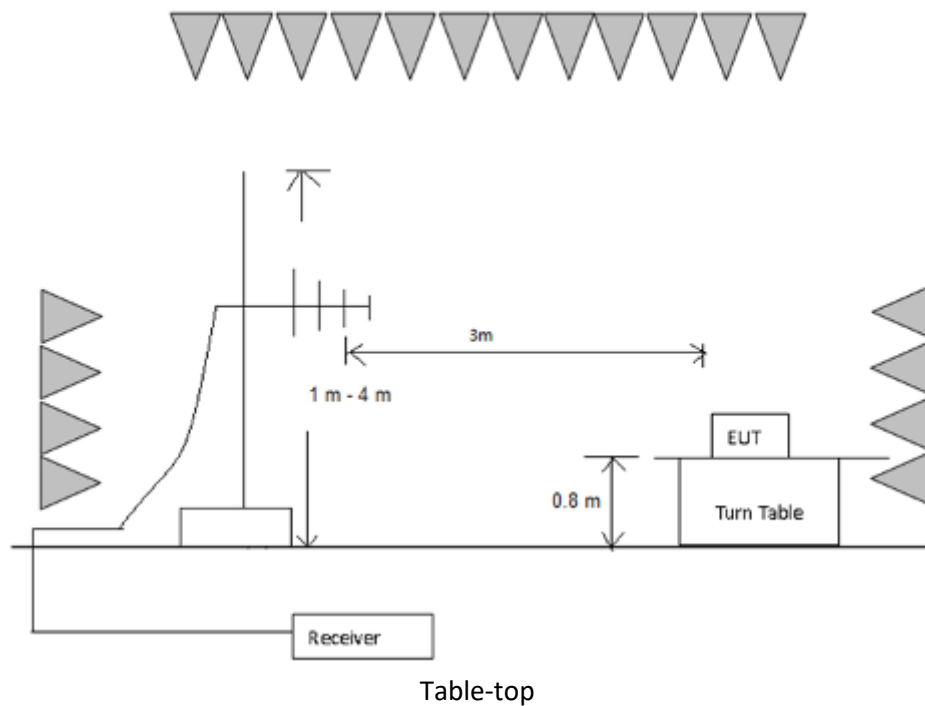 3m
1 m - 4 m
EUT
0.8 m
Turn Table
Receiver
Table-top